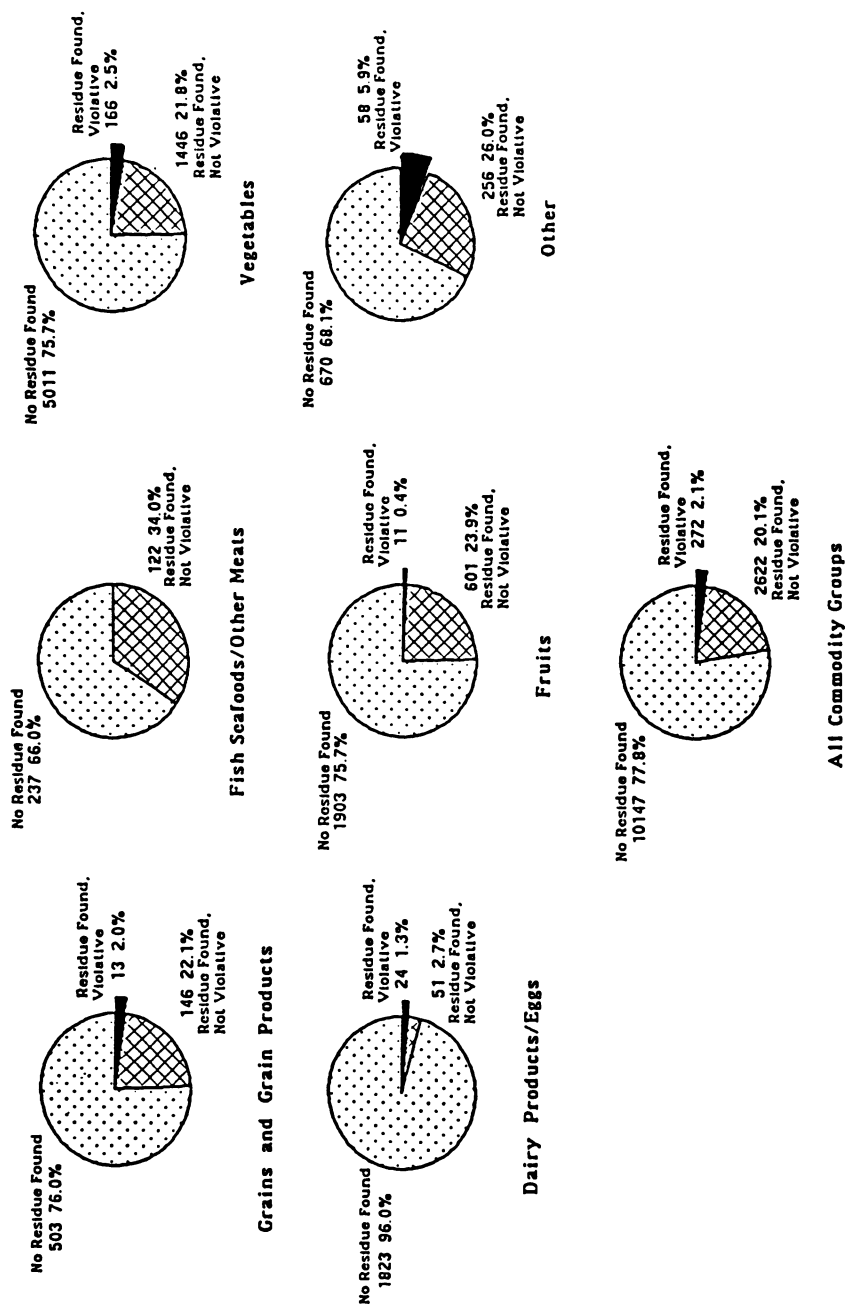 No Residue Found
503 76.0%
Residue Found,
Violative
13 2.0%
146 22.1%
Residue Found,
Not Violative
Grains and Grain Products
No Residue Found
237 66.0%
122 34.0%
Residue Found,
Not Violative
Fish Seafoods/Other Meats
No Residue Found
5011 75.7%
Residue Found,
Violative
166 2.5%
1446 21.8%
Residue Found,
Not Violative
Vegetables
No Residue Found
1823 96.0%
Residue Found,
Violative
24 1.3%
51 2.7%
Residue Found,
Not Violative
Dairy Products/Eggs
No Residue Found
1903 75.7%
Residue Found,
Violative
11 0.4%
601 23.9%
Residue Found,
Not Violative
Fruits
No Residue Found
670 68.1%
Residue Found,
Violative
58 5.9%
256 26.0%
Residue Found,
Not Violative
Other
No Residue Found
10147 77.8%
Residue Found,
Violative
272 2.1%
2622 20.1%
Residue Found,
Not Violative
All Commodity Groups